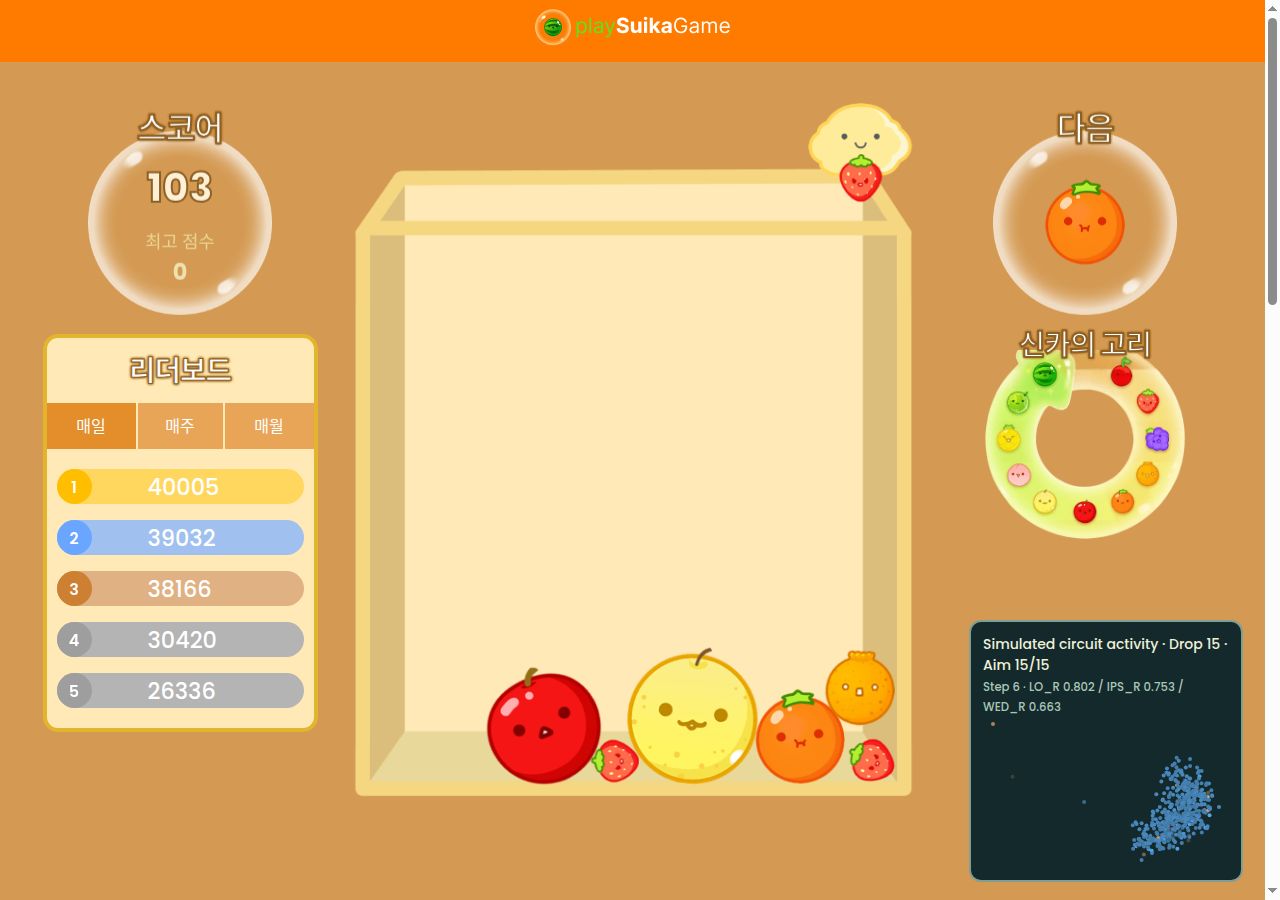 playSuikaGame
스코어
103
최고 점수
0
다음
신카의 고리
리더보드
매일 매주 매월
1 40005
2 39032
3 38166
4 30420
5 26336
Simulated circuit activity · Drop 15 ·
Aim 15/15
Step 6 · LO_R 0.802 / IPS_R 0.753 /
WED_R 0.663